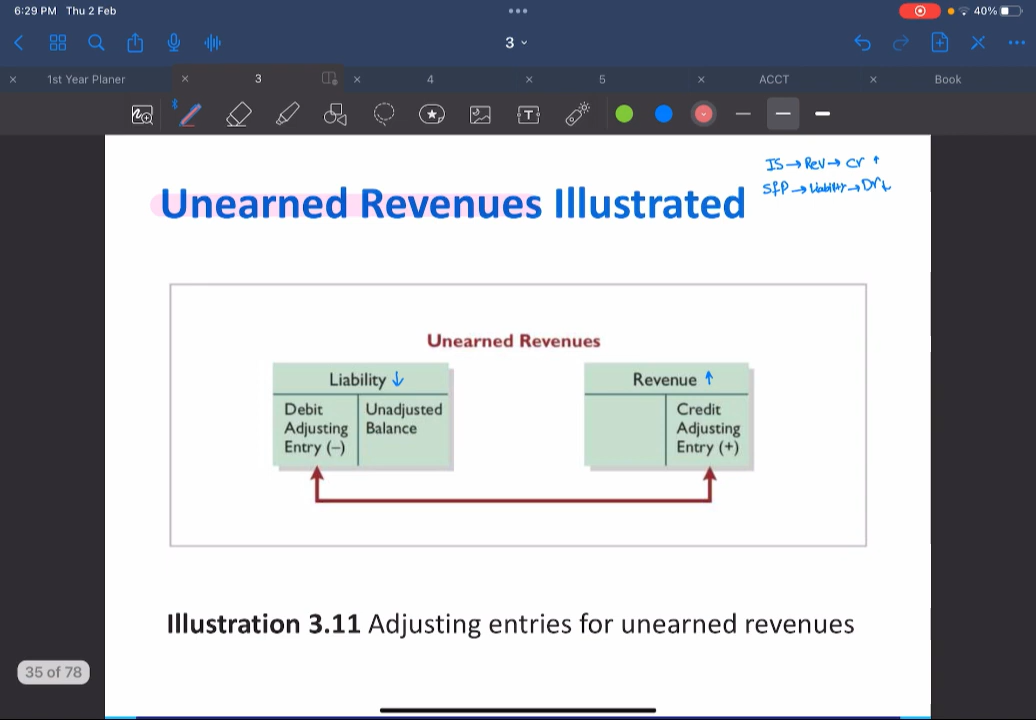 6:29 PM Thu 2 Feb
40%
3
1st Year Planer
3
4
5
ACCT
Book
T
IS → Rev → Cr ↑
SFP → Liability → Dr ↓
Unearned Revenues Illustrated
Unearned Revenues
Liability ↓
Debit Adjusting Entry (–)
Unadjusted Balance
Revenue ↑
Credit Adjusting Entry (+)
Illustration 3.11 Adjusting entries for unearned revenues
35 of 78